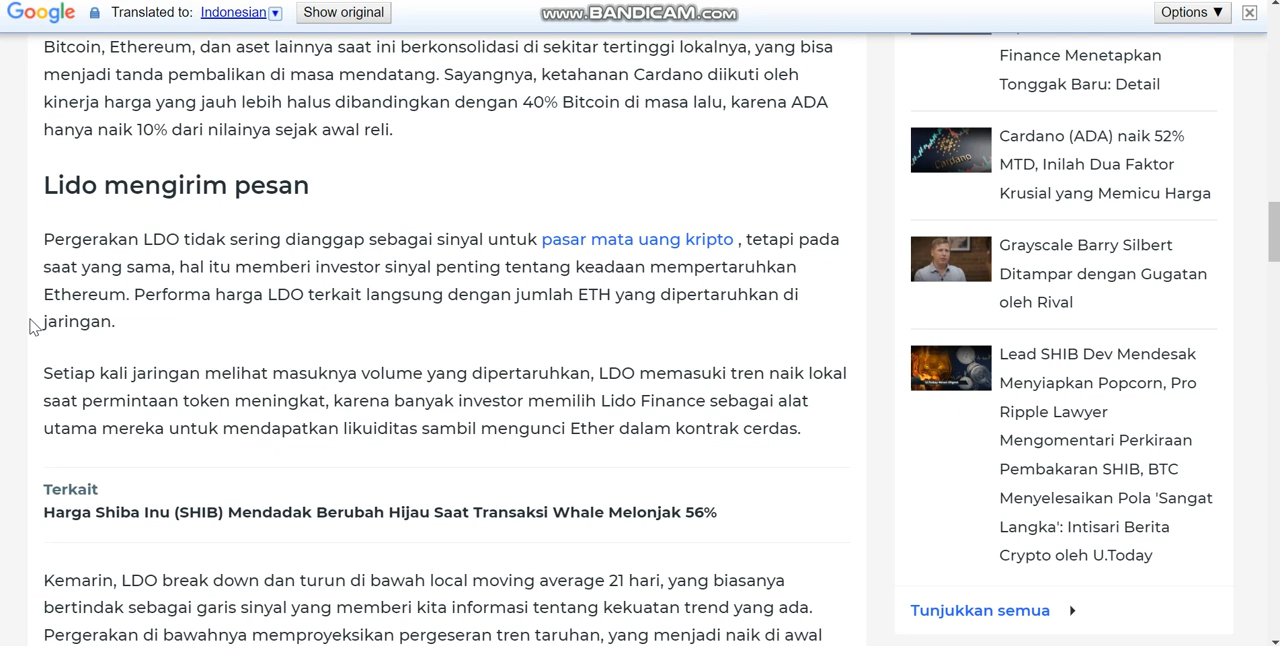 Google Translated to: Indonesian Show original www.BANDICAM.com Options ▼
Bitcoin, Ethereum, dan aset lainnya saat ini berkonsolidasi di sekitar tertinggi lokalnya, yang bisa
menjadi tanda pembalikan di masa mendatang. Sayangnya, ketahanan Cardano diikuti oleh
kinerja harga yang jauh lebih halus dibandingkan dengan 40% Bitcoin di masa lalu, karena ADA
hanya naik 10% dari nilainya sejak awal reli.
Lido mengirim pesan
Pergerakan LDO tidak sering dianggap sebagai sinyal untuk pasar mata uang kripto , tetapi pada
saat yang sama, hal itu memberi investor sinyal penting tentang keadaan mempertaruhkan
Ethereum. Performa harga LDO terkait langsung dengan jumlah ETH yang dipertaruhkan di
jaringan.
Setiap kali jaringan melihat masuknya volume yang dipertaruhkan, LDO memasuki tren naik lokal
saat permintaan token meningkat, karena banyak investor memilih Lido Finance sebagai alat
utama mereka untuk mendapatkan likuiditas sambil mengunci Ether dalam kontrak cerdas.
Terkait
Harga Shiba Inu (SHIB) Mendadak Berubah Hijau Saat Transaksi Whale Melonjak 56%
Kemarin, LDO break down dan turun di bawah local moving average 21 hari, yang biasanya
bertindak sebagai garis sinyal yang memberi kita informasi tentang kekuatan trend yang ada.
Pergerakan di bawahnya memproyeksikan pergeseran tren taruhan, yang menjadi naik di awal
Finance Menetapkan
Tonggak Baru: Detail
Cardano
Cardano (ADA) naik 52%
MTD, Inilah Dua Faktor
Krusial yang Memicu Harga
Grayscale Barry Silbert
Ditampar dengan Gugatan
oleh Rival
Lead SHIB Dev Mendesak
Menyiapkan Popcorn, Pro
Ripple Lawyer
Mengomentari Perkiraan
Pembakaran SHIB, BTC
Menyelesaikan Pola 'Sangat
Langka': Intisari Berita
Crypto oleh U.Today
Tunjukkan semua